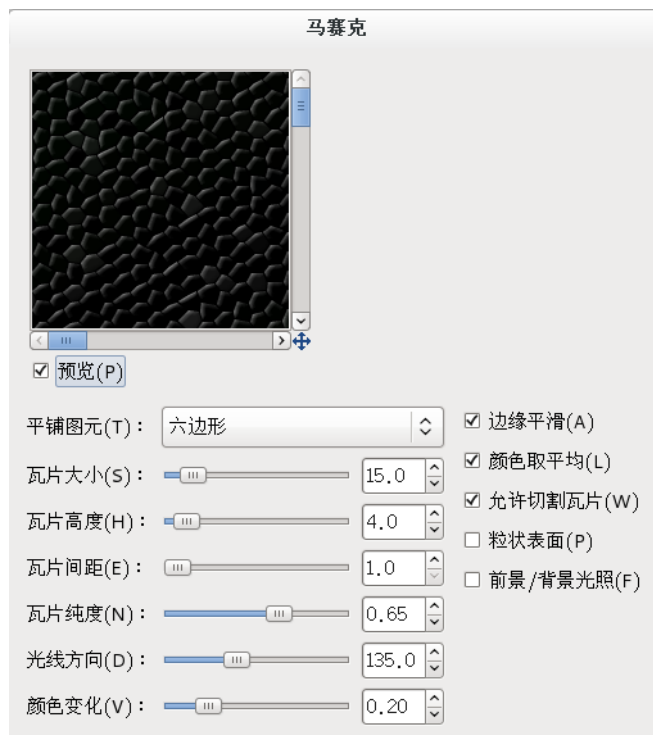 马赛克
预览(P)
平铺图元(T)： 六边形
瓦片大小(S)： 15.0
瓦片高度(H)： 4.0
瓦片间距(E)： 1.0
瓦片纯度(N)： 0.65
光线方向(D)： 135.0
颜色变化(V)： 0.20
边缘平滑(A)
颜色取平均(L)
允许切割瓦片(W)
粒状表面(P)
前景/背景光照(F)